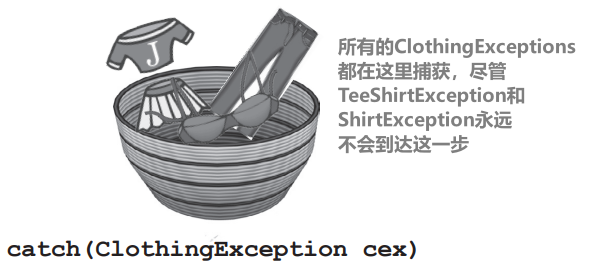 J
所有的ClothingExceptions
都在这里捕获，尽管
TeeShirtException和
ShirtException永远
不会到达这一步
catch(ClothingException cex)